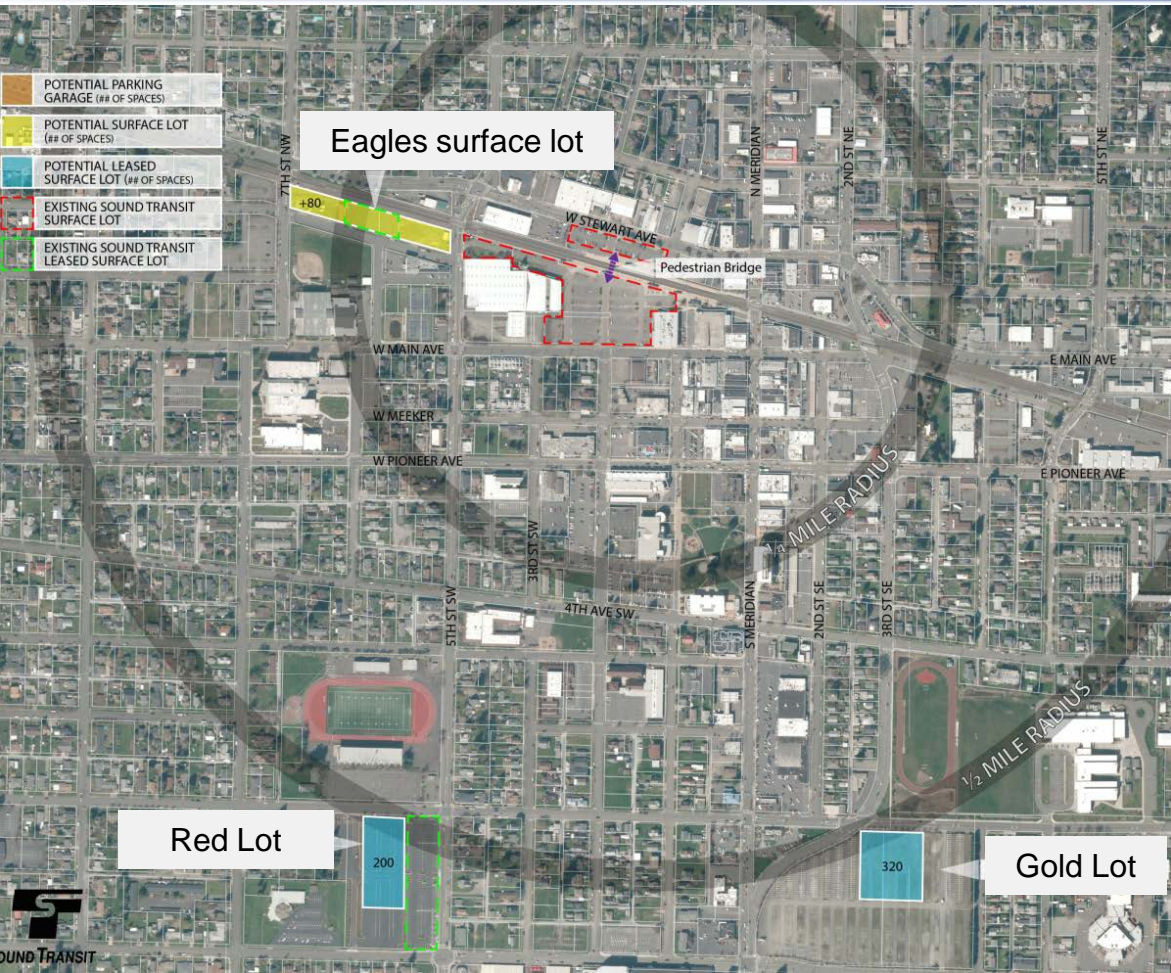 POTENTIAL PARKING
GARAGE (## OF SPACES)
POTENTIAL SURFACE LOT
(## OF SPACES)
POTENTIAL LEASED
SURFACE LOT (## OF SPACES)
EXISTING SOUND TRANSIT
SURFACE LOT
EXISTING SOUND TRANSIT
LEASED SURFACE LOT
Eagles surface lot
7TH ST NW
N MERIDIAN
2ND ST NE
5TH ST NE
+80
W STEWART AVE
Pedestrian Bridge
W MAIN AVE
E MAIN AVE
W MEEKER
W PIONEER AVE
E PIONEER AVE
1/4 MILE RADIUS
3RD ST SW
4TH AVE SW
5TH ST SW
S MERIDIAN
2ND ST SE
3RD ST SE
1/2 MILE RADIUS
Red Lot
200
320
Gold Lot
ST
OUND TRANSIT